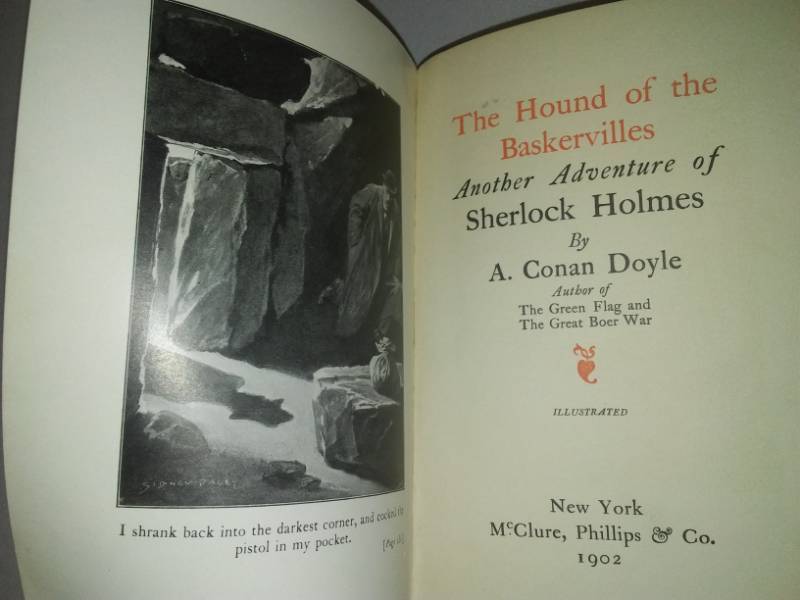 SIDNEY PAGET
I shrank back into the darkest corner, and cocked the
pistol in my pocket.
[Page
The Hound of the
Baskervilles
Another Adventure of
Sherlock Holmes
By
A. Conan Doyle
Author of
The Green Flag and
The Great Boer War
ILLUSTRATED
New York
McClure, Phillips & Co.
1902